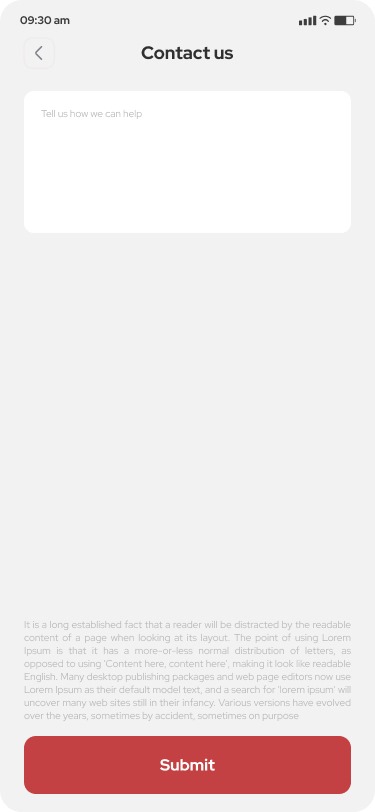 09:30 am
Contact us
Tell us how we can help
It is a long established fact that a reader will be distracted by the readable
content of a page when looking at its layout. The point of using Lorem
Ipsum is that it has a more-or-less normal distribution of letters, as
opposed to using 'Content here, content here', making it look like readable
English. Many desktop publishing packages and web page editors now use
Lorem Ipsum as their default model text, and a search for 'lorem ipsum' will
uncover many web sites still in their infancy. Various versions have evolved
over the years, sometimes by accident, sometimes on purpose
Submit